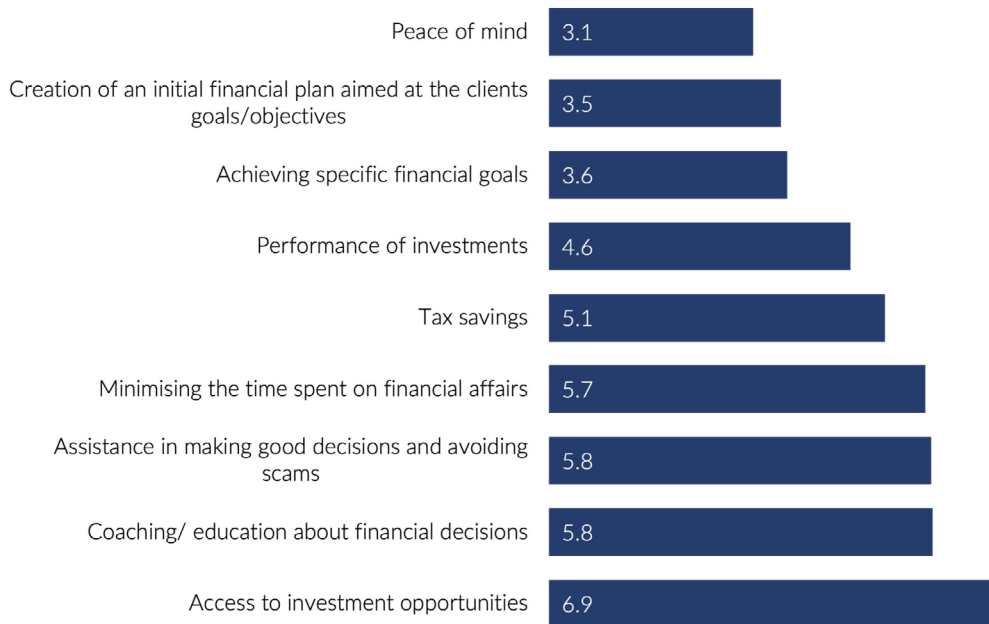 Peace of mind
3.1
Creation of an initial financial plan aimed at the clients
goals/objectives
3.5
Achieving specific financial goals
3.6
Performance of investments
4.6
Tax savings
5.1
Minimising the time spent on financial affairs
5.7
Assistance in making good decisions and avoiding
scams
5.8
Coaching/ education about financial decisions
5.8
Access to investment opportunities
6.9